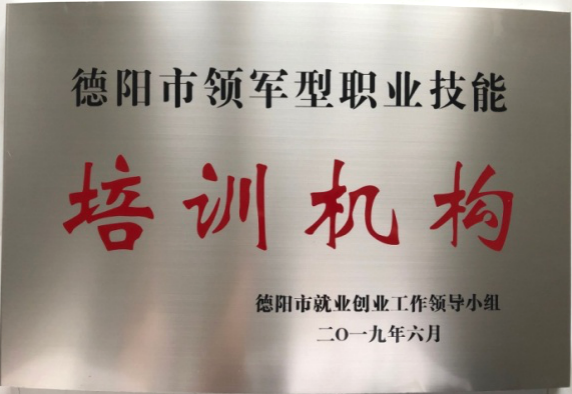 德阳市领军型职业技能
培训机构
德阳市就业创业工作领导小组
二〇一九年六月